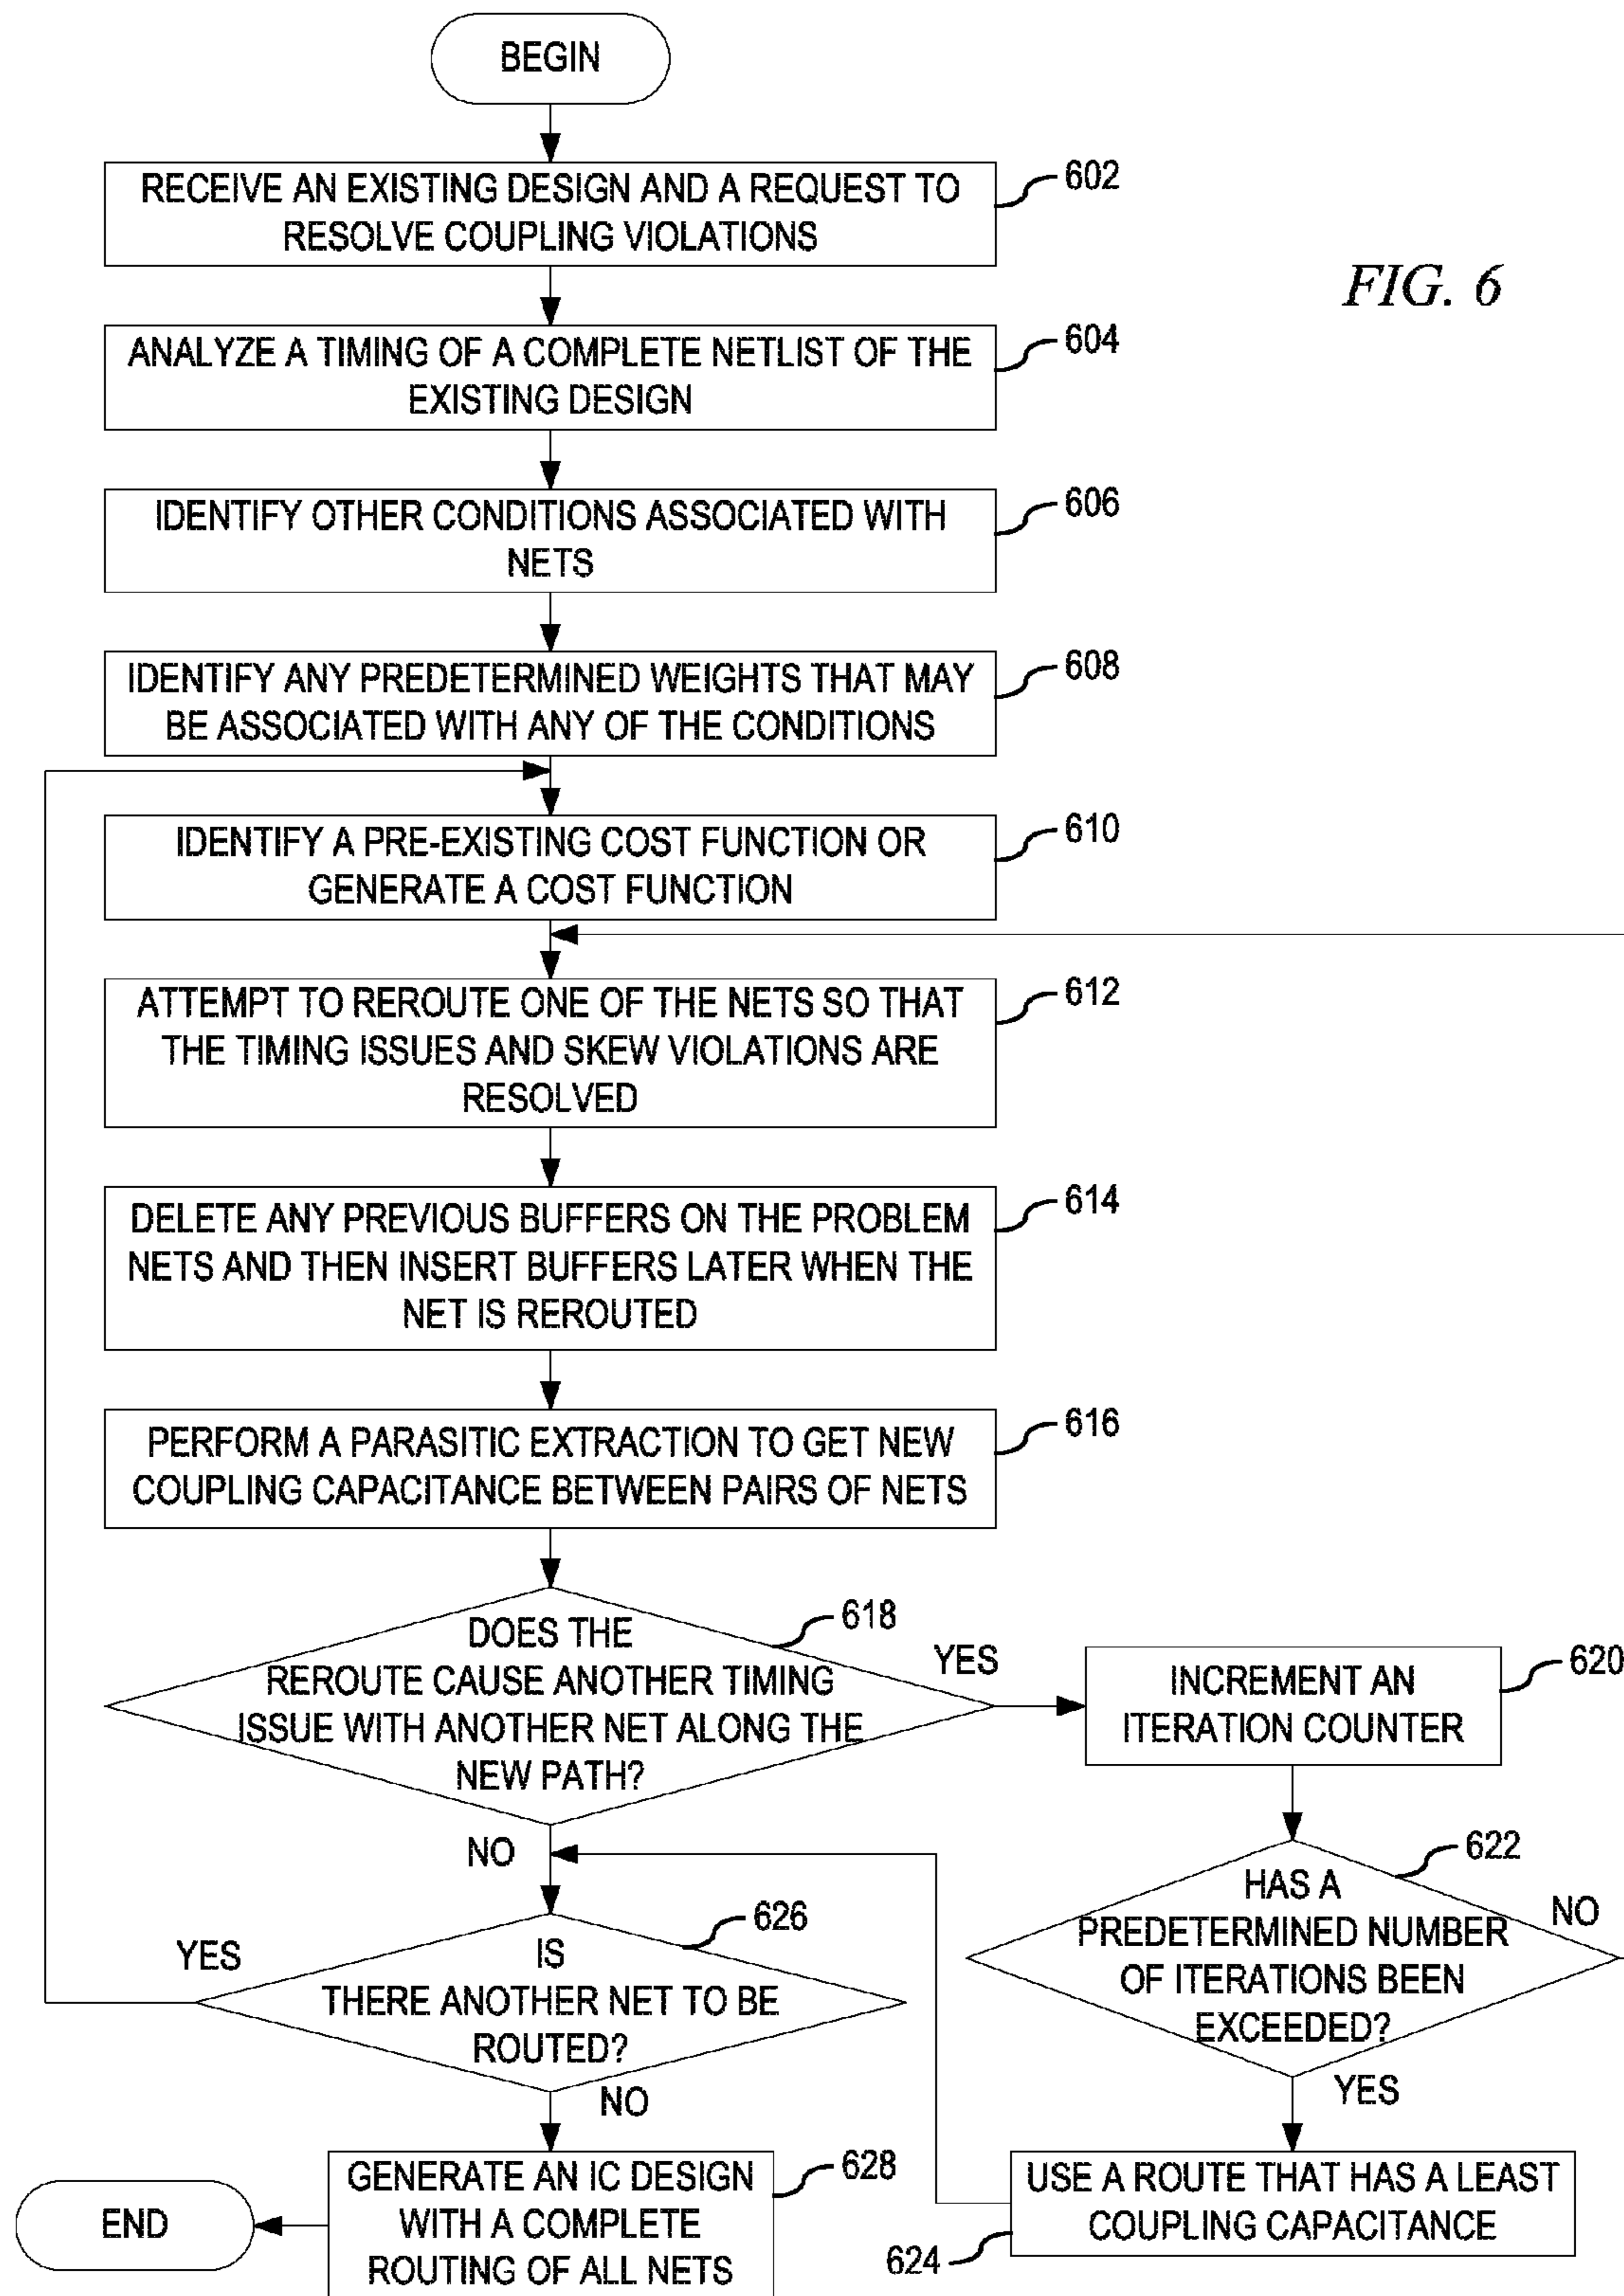 BEGIN
RECEIVE AN EXISTING DESIGN AND A REQUEST TO
RESOLVE COUPLING VIOLATIONS
602
FIG. 6
ANALYZE A TIMING OF A COMPLETE NETLIST OF THE
EXISTING DESIGN
604
IDENTIFY OTHER CONDITIONS ASSOCIATED WITH
NETS
606
IDENTIFY ANY PREDETERMINED WEIGHTS THAT MAY
BE ASSOCIATED WITH ANY OF THE CONDITIONS
608
IDENTIFY A PRE-EXISTING COST FUNCTION OR
GENERATE A COST FUNCTION
610
ATTEMPT TO REROUTE ONE OF THE NETS SO THAT
THE TIMING ISSUES AND SKEW VIOLATIONS ARE
RESOLVED
612
DELETE ANY PREVIOUS BUFFERS ON THE PROBLEM
NETS AND THEN INSERT BUFFERS LATER WHEN THE
NET IS REROUTED
614
PERFORM A PARASITIC EXTRACTION TO GET NEW
COUPLING CAPACITANCE BETWEEN PAIRS OF NETS
616
DOES THE
REROUTE CAUSE ANOTHER TIMING
ISSUE WITH ANOTHER NET ALONG THE
NEW PATH?
618
YES
INCREMENT AN
ITERATION COUNTER
620
NO
HAS A
PREDETERMINED NUMBER
OF ITERATIONS BEEN
EXCEEDED?
622
NO
YES
IS
THERE ANOTHER NET TO BE
ROUTED?
626
YES
NO
USE A ROUTE THAT HAS A LEAST
COUPLING CAPACITANCE
624
GENERATE AN IC DESIGN
WITH A COMPLETE
ROUTING OF ALL NETS
628
END